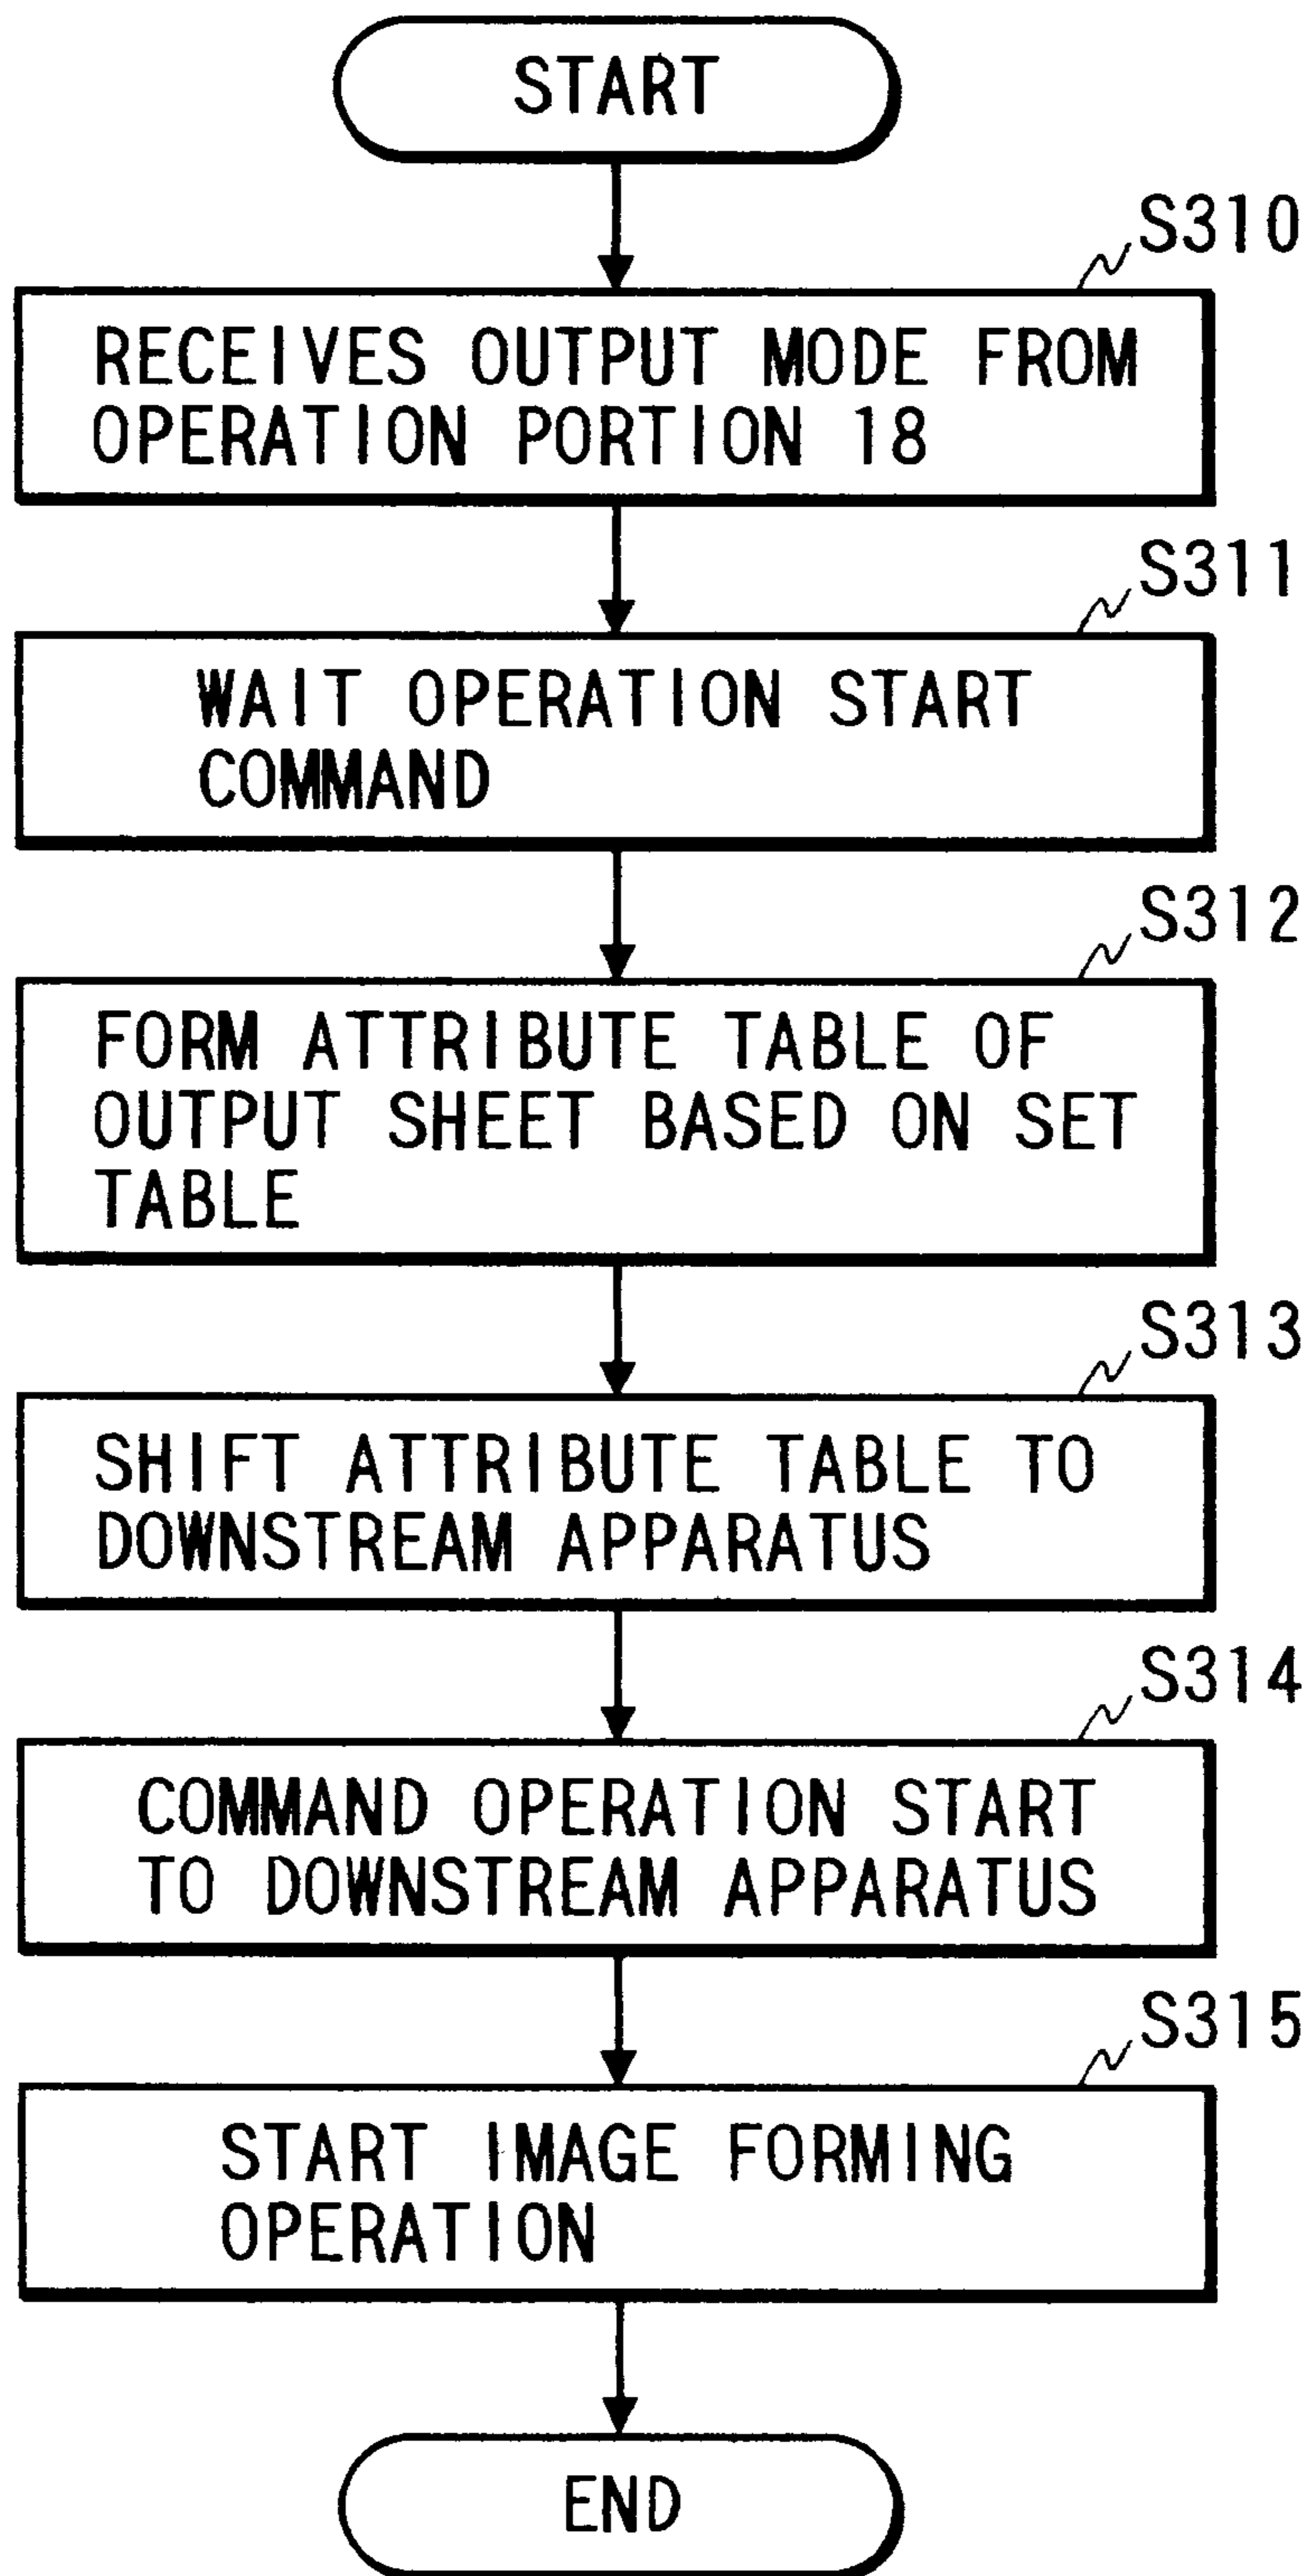 START
S310
RECEIVES OUTPUT MODE FROM
OPERATION PORTION 18
S311
WAIT OPERATION START
COMMAND
S312
FORM ATTRIBUTE TABLE OF
OUTPUT SHEET BASED ON SET
TABLE
S313
SHIFT ATTRIBUTE TABLE TO
DOWNSTREAM APPARATUS
S314
COMMAND OPERATION START
TO DOWNSTREAM APPARATUS
S315
START IMAGE FORMING
OPERATION
END